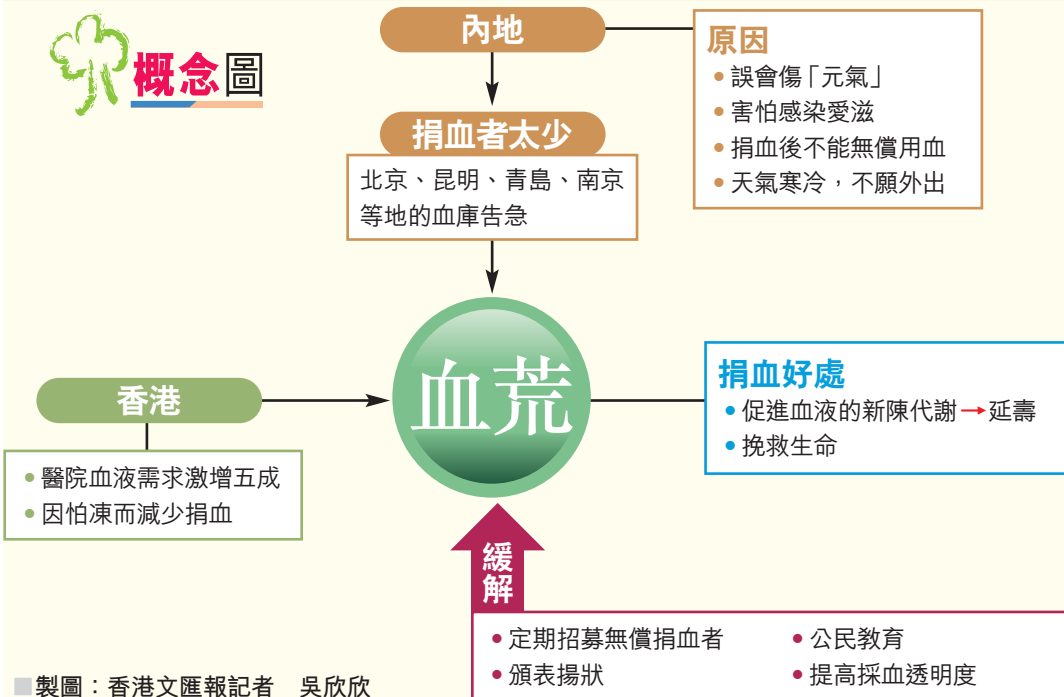 概念圖
內地
原因
• 誤會傷「元氣」
• 害怕感染愛滋
• 捐血後不能無償用血
• 天氣寒冷，不願外出
捐血者太少
北京、昆明、青島、南京
等地的血庫告急
血荒
香港
• 醫院血液需求激增五成
• 因怕凍而減少捐血
捐血好處
• 促進血液的新陳代謝→延壽
• 挽救生命
緩解
• 定期招募無償捐血者
• 頒表揚狀
• 公民教育
• 提高採血透明度
■製圖：香港文匯報記者　吳欣欣